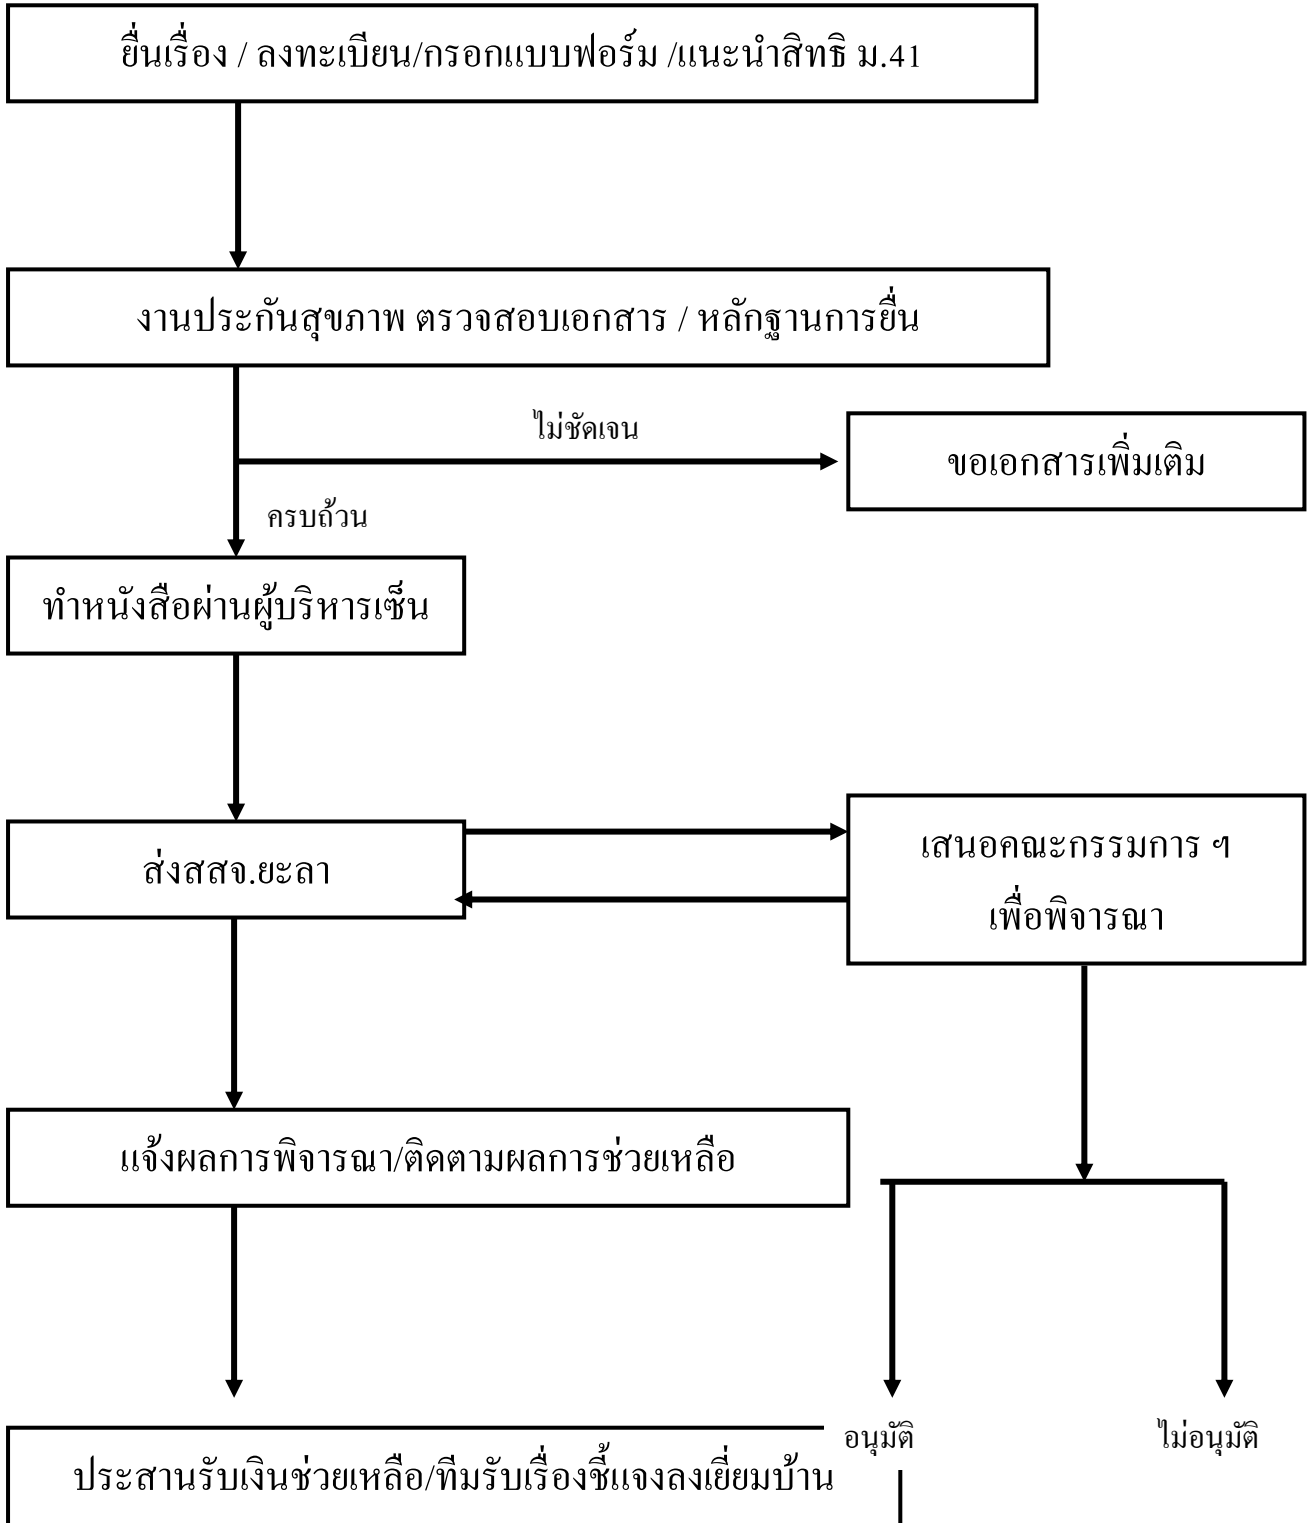 ยื่นเรื่อง / ลงทะเบียน/กรอกแบบฟอร์ม /แนะนำสิทธิ ม.41
งานประกันสุขภาพ ตรวจสอบเอกสาร / หลักฐานการยื่น
ไม่ชัดเจน
ขอเอกสารเพิ่มเติม
ครบถ้วน
ทำหนังสือผ่านผู้บริหารเซ็น
ส่งสสจ.ยะลา
เสนอคณะกรรมการ ฯ
เพื่อพิจารณา
แจ้งผลการพิจารณา/ติดตามผลการช่วยเหลือ
อนุมัติ
ไม่อนุมัติ
ประสานรับเงินช่วยเหลือ/ทีมรับเรื่องชี้แจงลงเยี่ยมบ้าน